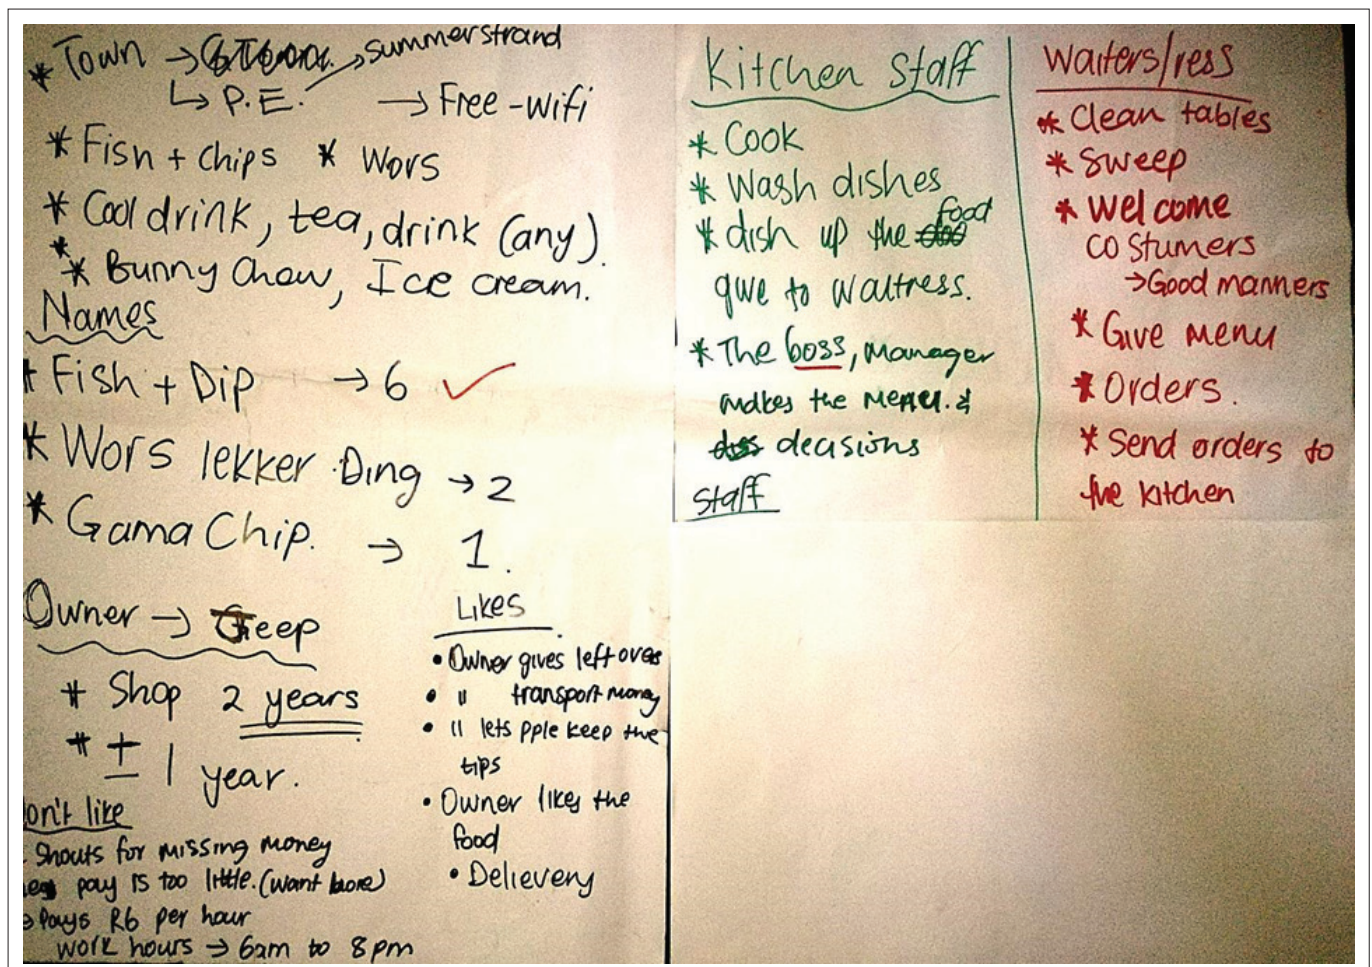 * Town → summerstrand
↳ P.E. → Free-wifi
* Fish + chips * Wors
* Cool drink, tea, drink (any).
*
* Bunny Chow, Ice cream.
Names
* Fish + Dip → 6 ✓
* Wors lekker Ding → 2
* Gama Chip. → 1.
Owner → Jeep
* Shop 2 years
* ± 1 year.
Likes
• Owner gives left overs
• " transport money
• " lets pple keep the
tips
• Owner likes the
food
• Delievery
on't like
Shouts for missing money
pay is too little. (want more)
→ Pays R6 per hour
work hours → 6am to 8pm
Kitchen staff
* Cook
* Wash dishes
* dish up the food
give to waitress.
* The boss, manager
makes the menu. &
decisions
staff
Waiters/ress
* Clean tables
* Sweep
* Welcome
costumers
→ Good manners
* Give menu
* Orders.
* Send orders to
the kitchen